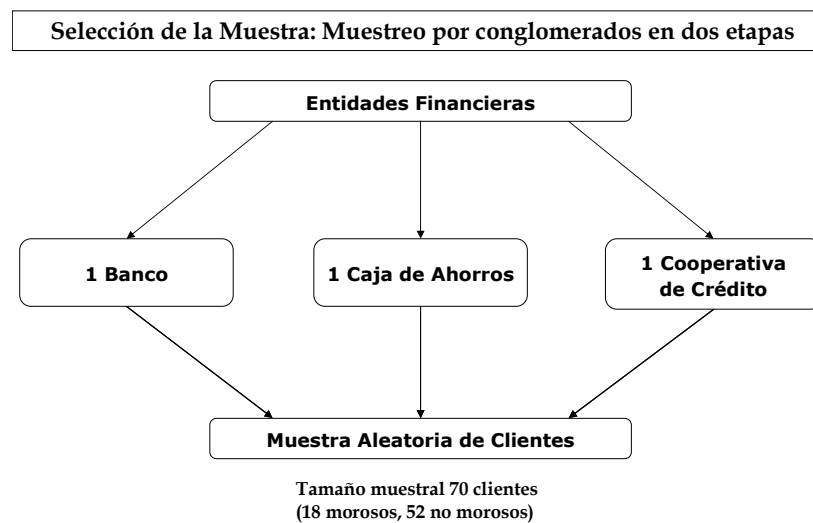 Selección de la Muestra: Muestreo por conglomerados en dos etapas
Entidades Financieras
1 Banco
1 Caja de Ahorros
1 Cooperativa
de Crédito
Muestra Aleatoria de Clientes
Tamaño muestral 70 clientes
(18 morosos, 52 no morosos)